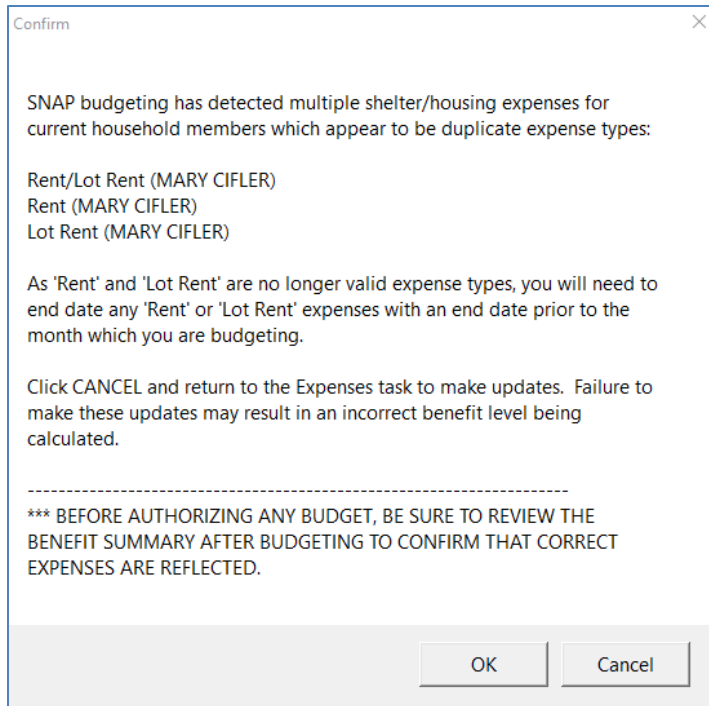 Confirm
SNAP budgeting has detected multiple shelter/housing expenses for
current household members which appear to be duplicate expense types:
Rent/Lot Rent (MARY CIFLER)
Rent (MARY CIFLER)
Lot Rent (MARY CIFLER)
As 'Rent' and 'Lot Rent' are no longer valid expense types, you will need to
end date any 'Rent' or 'Lot Rent' expenses with an end date prior to the
month which you are budgeting.
Click CANCEL and return to the Expenses task to make updates.  Failure to
make these updates may result in an incorrect benefit level being
calculated.
----------------------------------------------------------------------
*** BEFORE AUTHORIZING ANY BUDGET, BE SURE TO REVIEW THE
BENEFIT SUMMARY AFTER BUDGETING TO CONFIRM THAT CORRECT
EXPENSES ARE REFLECTED.
OK Cancel